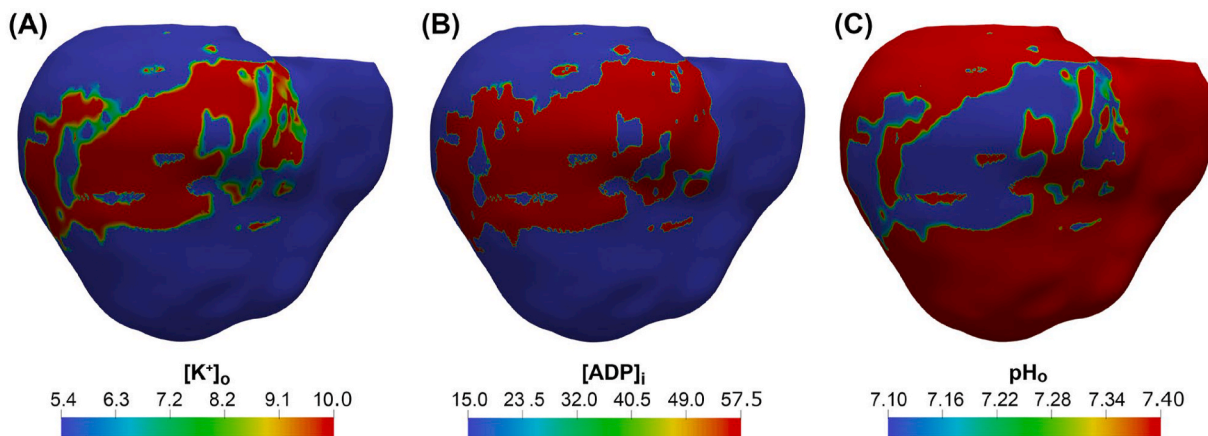 (A) (B) (C)
[K⁺]ₒ [ADP]ᵢ pHₒ
5.4 6.3 7.2 8.2 9.1 10.0 15.0 23.5 32.0 40.5 49.0 57.5 7.10 7.16 7.22 7.28 7.34 7.40